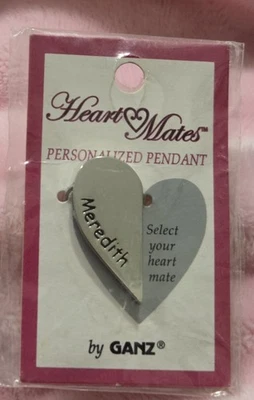 Heart Mates™
PERSONALIZED PENDANT
Meredith
Select
your
heart
mate
by GANZ®